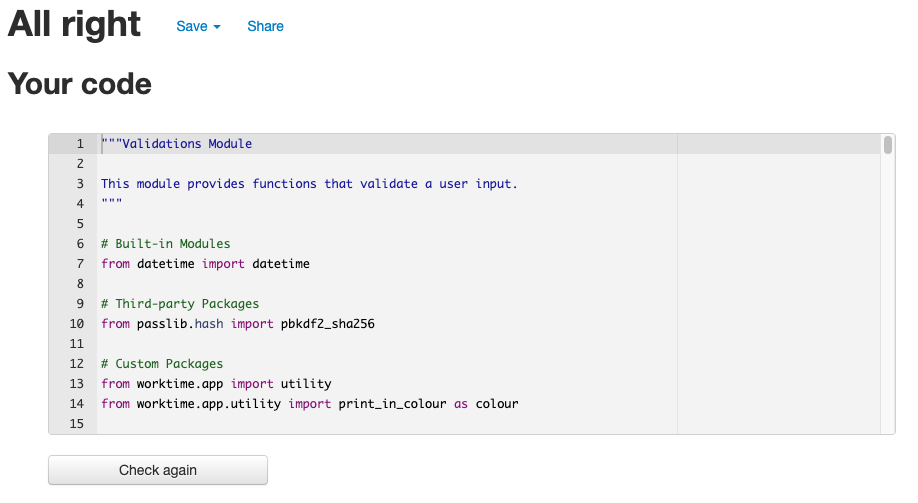 All right Save Share
Your code
1 """Validations Module
2
3 This module provides functions that validate a user input.
4 """
5
6 # Built-in Modules
7 from datetime import datetime
8
9 # Third-party Packages
10 from passlib.hash import pbkdf2_sha256
11
12 # Custom Packages
13 from worktime.app import utility
14 from worktime.app.utility import print_in_colour as colour
15
Check again